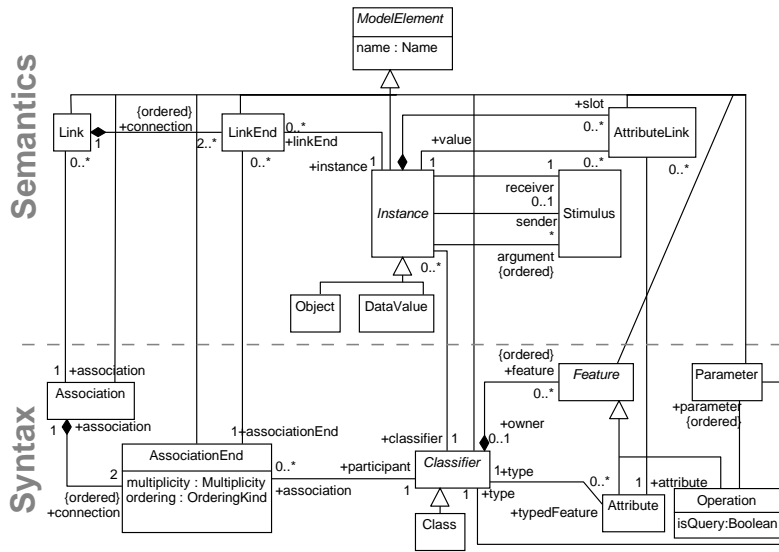 ModelElement
name : Name
Semantics
Link
{ordered}
+connection
1
2..*
0..*
LinkEnd
0..*
+linkEnd
0..*
+slot
0..*
AttributeLink
+value
0..*
0..*
+instance
1
1
1
Instance
receiver
0..1
sender
*
argument
{ordered}
Stimulus
0..*
Object
DataValue
Syntax
1
+association
Association
1
+association
{ordered}
+feature
0..*
Feature
Parameter
+parameter
{ordered}
+owner
0..1
1
+associationEnd
+classifier
1
AssociationEnd
multiplicity : Multiplicity
ordering : OrderingKind
2
{ordered}
+connection
0..*
+association
+participant
1
Classifier
1
+type
1
+type
0..*
+typedFeature
1
+attribute
Attribute
Operation
isQuery:Boolean
Class